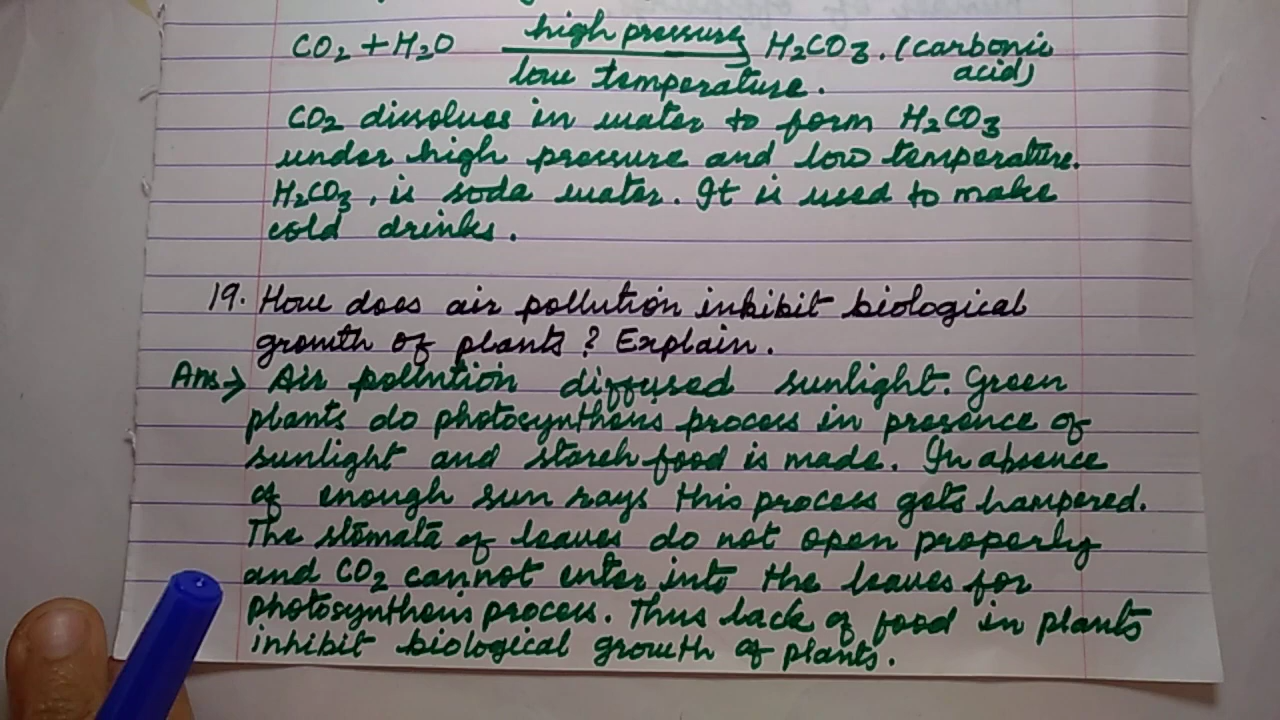 CO2 + H2O high pressure H2CO3. (carbonic
low temperature. acid)
CO2 dissolves in water to form H2CO3
under high pressure and low temperature.
H2CO3, is soda water. It is used to make
cold drinks.
19. How does air pollution inhibit biological
growth of plants? Explain.
Ans→ Air pollution diffused sunlight. Green
plants do photosynthesis process in presence of
sunlight and starch food is made. In absence
of enough sun rays this process gets hampered.
The stomata of leaves do not open properly
and CO2 cannot enter into the leaves for
photosynthesis process. Thus lack of food in plants
inhibit biological growth of plants.